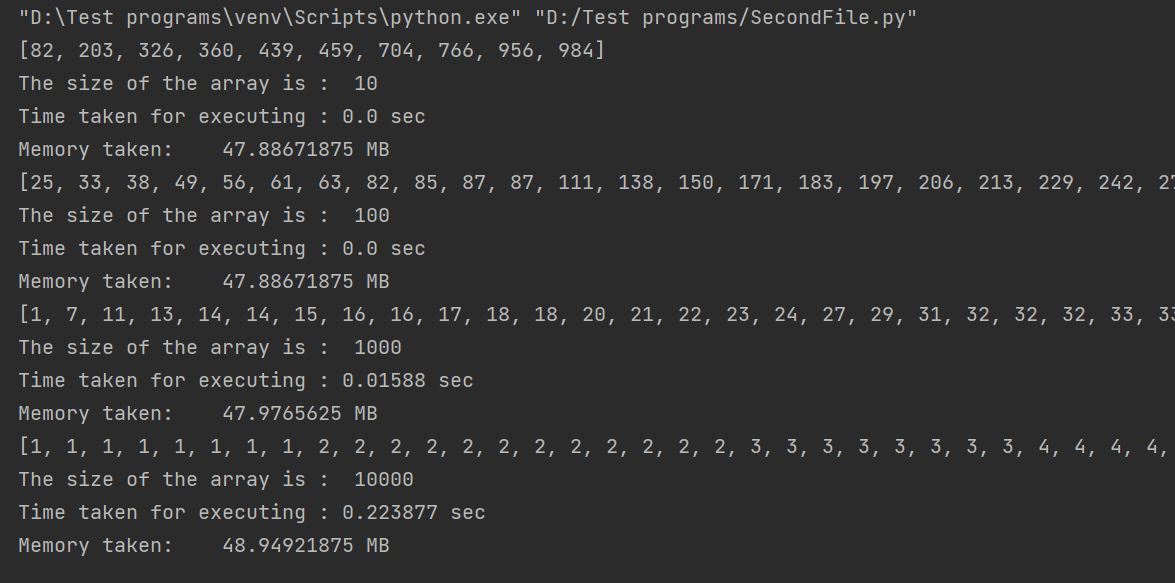 "D:\Test programs\venv\Scripts\python.exe" "D:/Test programs/SecondFile.py"
[82, 203, 326, 360, 439, 459, 704, 766, 956, 984]
The size of the array is :  10
Time taken for executing : 0.0 sec
Memory taken:    47.88671875 MB
[25, 33, 38, 49, 56, 61, 63, 82, 85, 87, 87, 111, 138, 150, 171, 183, 197, 206, 213, 229, 242, 27
The size of the array is :  100
Time taken for executing : 0.0 sec
Memory taken:    47.88671875 MB
[1, 7, 11, 13, 14, 14, 15, 16, 16, 17, 18, 18, 20, 21, 22, 23, 24, 27, 29, 31, 32, 32, 32, 33, 33
The size of the array is :  1000
Time taken for executing : 0.01588 sec
Memory taken:    47.9765625 MB
[1, 1, 1, 1, 1, 1, 1, 1, 2, 2, 2, 2, 2, 2, 2, 2, 2, 2, 2, 2, 3, 3, 3, 3, 3, 3, 3, 3, 4, 4, 4, 4,
The size of the array is :  10000
Time taken for executing : 0.223877 sec
Memory taken:    48.94921875 MB